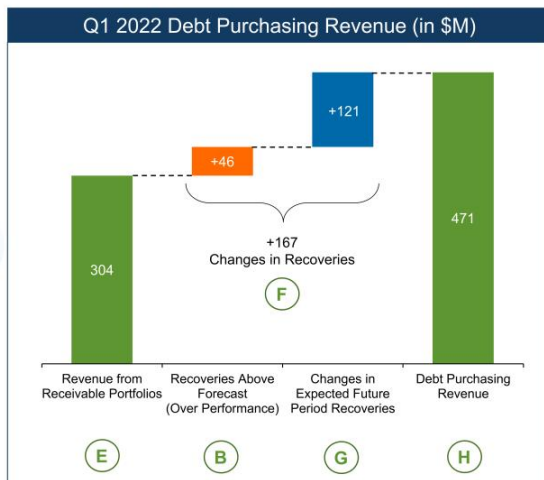 Q1 2022 Debt Purchasing Revenue (in $M)
+121
+46
471
+167
Changes in Recoveries
304
F
Revenue from
Receivable Portfolios
Recoveries Above
Forecast
(Over Performance)
Changes in
Expected Future
Period Recoveries
Debt Purchasing
Revenue
E
B
G
H